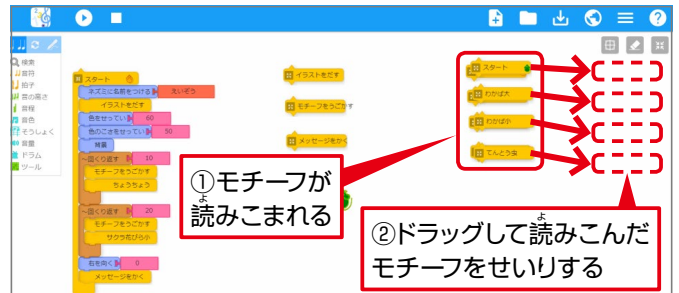 検索
音符
拍子
音の高さ
音程
音色
そうしょく
音量
ドラム
ツール
スタート
ネズミに名前をつける えいぞう
イラストをだす
色をせってい 60
色のこさをせってい 50
背景
一回くり返す 10
モチーフをうごかす
ちょうちょう
一回くり返す 20
モチーフをうごかす
サクラ花びら小
右を向く 0
メッセージをかく
イラストをだす
モチーフをうごかす
メッセージをかく
スタート
わかば大
わかば小
てんとう虫
①モチーフが
よ
読みこまれる
よ
②ドラッグして読みこんだ
モチーフをせいりする